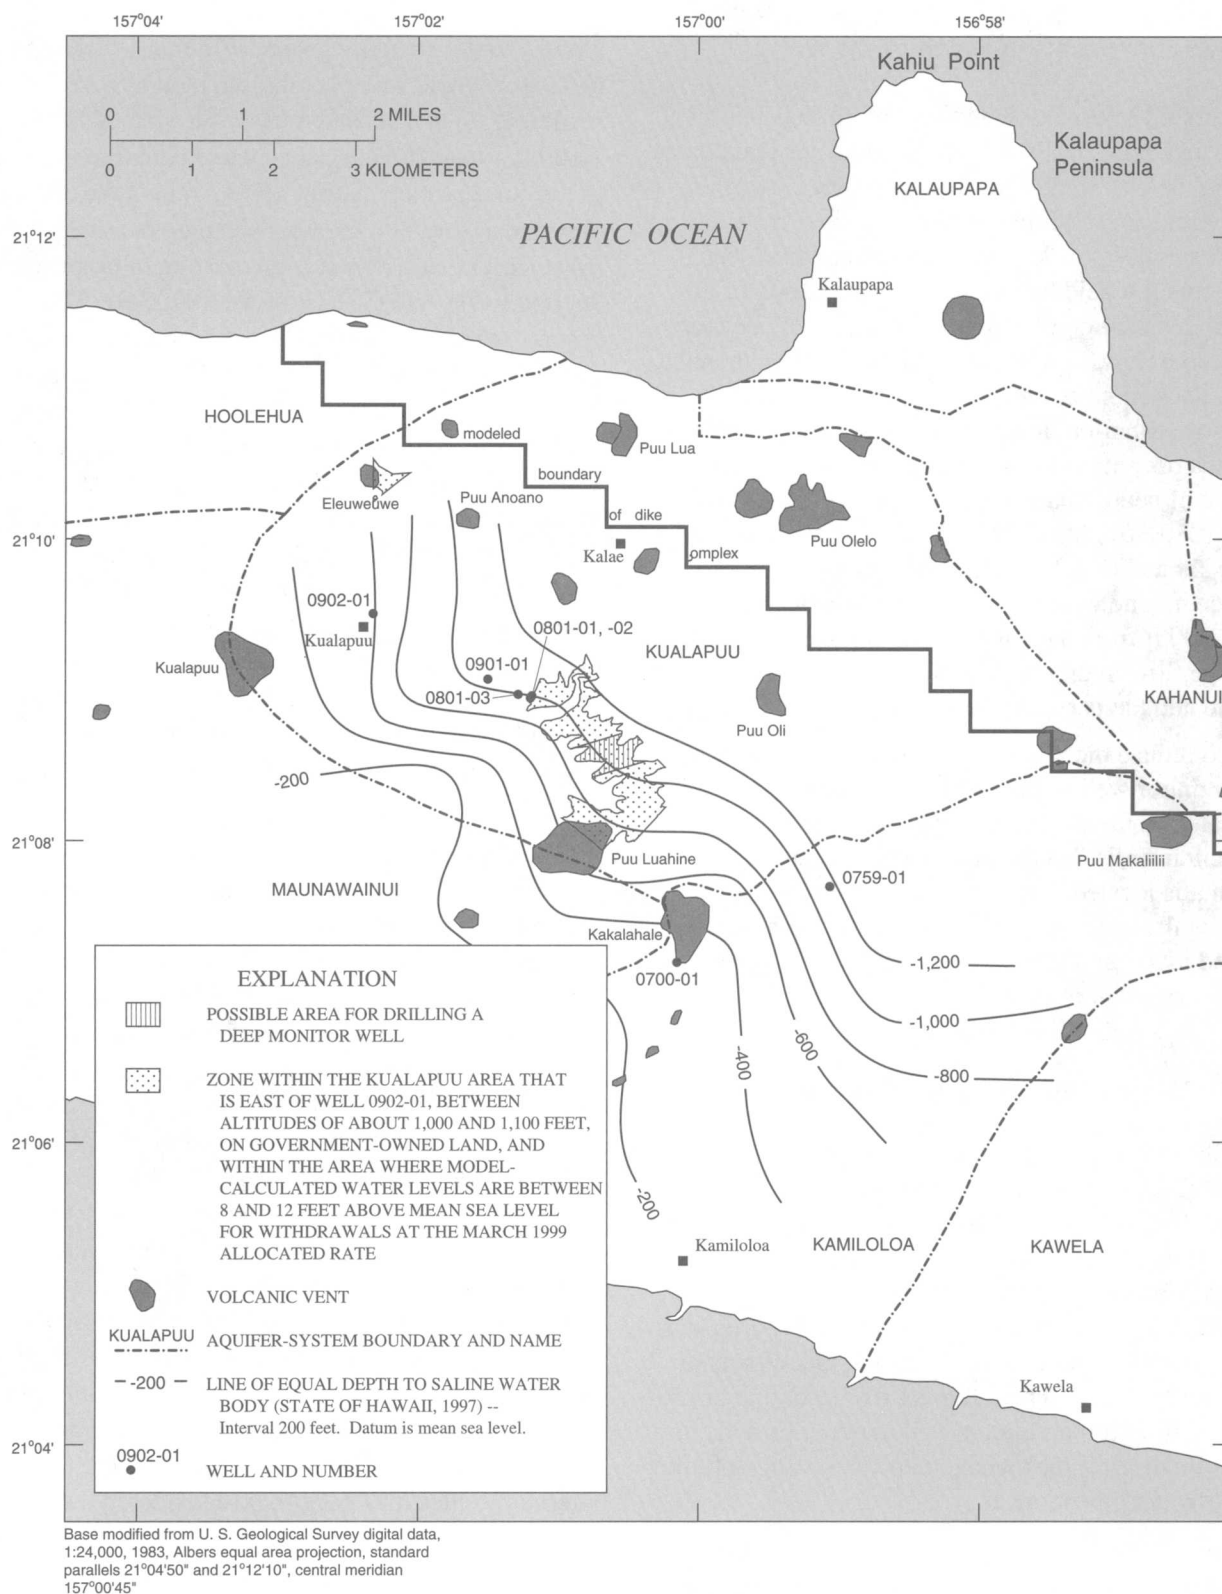 157°04'
157°02'
157°00'
156°58'
Kahiu Point
0 1 2 MILES
0 1 2 3 KILOMETERS
Kalaupapa
Peninsula
KALAUPAPA
21°12'
PACIFIC OCEAN
Kalaupapa
HOOLEHUA
modeled
Puu Lua
boundary
Eleuweuwe
Puu Anoano
of dike
Puu Olelo
21°10'
Kalae
omplex
0902-01
Kualapuu
0801-01, -02
KUALAPUU
Kualapuu
0901-01
0801-03
KAHANUI
Puu Oli
-200
21°08'
Puu Luahine
Puu Makaliilii
0759-01
MAUNAWAINUI
Kakalahale
-1,200
0700-01
-1,000
-600
-400
-800
21°06'
-200
Kamiloloa
KAMILOLOA
KAWELA
Kawela
21°04'
EXPLANATION
POSSIBLE AREA FOR DRILLING A
DEEP MONITOR WELL
ZONE WITHIN THE KUALAPUU AREA THAT
IS EAST OF WELL 0902-01, BETWEEN
ALTITUDES OF ABOUT 1,000 AND 1,100 FEET,
ON GOVERNMENT-OWNED LAND, AND
WITHIN THE AREA WHERE MODEL-
CALCULATED WATER LEVELS ARE BETWEEN
8 AND 12 FEET ABOVE MEAN SEA LEVEL
FOR WITHDRAWALS AT THE MARCH 1999
ALLOCATED RATE
VOLCANIC VENT
KUALAPUU AQUIFER-SYSTEM BOUNDARY AND NAME
-200 LINE OF EQUAL DEPTH TO SALINE WATER
BODY (STATE OF HAWAII, 1997) --
Interval 200 feet. Datum is mean sea level.
0902-01
WELL AND NUMBER
Base modified from U. S. Geological Survey digital data,
1:24,000, 1983, Albers equal area projection, standard
parallels 21°04'50" and 21°12'10", central meridian
157°00'45"